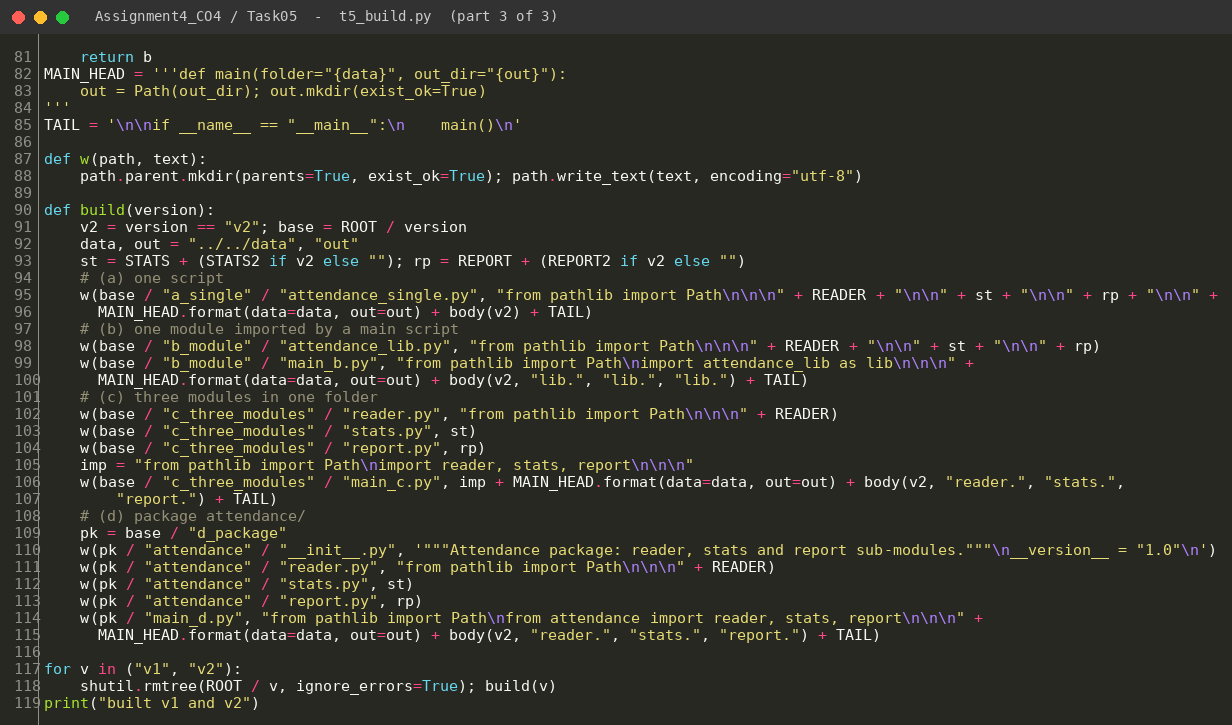 Assignment4_CO4 / Task05  -  t5_build.py  (part 3 of 3)
81     return b
82 MAIN_HEAD = '''def main(folder="{data}", out_dir="{out}"):
83     out = Path(out_dir); out.mkdir(exist_ok=True)
84 '''
85 TAIL = '\n\nif __name__ == "__main__":\n    main()\n'
86
87 def w(path, text):
88     path.parent.mkdir(parents=True, exist_ok=True); path.write_text(text, encoding="utf-8")
89
90 def build(version):
91     v2 = version == "v2"; base = ROOT / version
92     data, out = "../../data", "out"
93     st = STATS + (STATS2 if v2 else ""); rp = REPORT + (REPORT2 if v2 else "")
94     # (a) one script
95     w(base / "a_single" / "attendance_single.py", "from pathlib import Path\n\n\n" + READER + "\n\n" + st + "\n\n" + rp + "\n\n" +
96       MAIN_HEAD.format(data=data, out=out) + body(v2) + TAIL)
97     # (b) one module imported by a main script
98     w(base / "b_module" / "attendance_lib.py", "from pathlib import Path\n\n\n" + READER + "\n\n" + st + "\n\n" + rp)
99     w(base / "b_module" / "main_b.py", "from pathlib import Path\nimport attendance_lib as lib\n\n\n" +
100       MAIN_HEAD.format(data=data, out=out) + body(v2, "lib.", "lib.", "lib.") + TAIL)
101     # (c) three modules in one folder
102     w(base / "c_three_modules" / "reader.py", "from pathlib import Path\n\n\n" + READER)
103     w(base / "c_three_modules" / "stats.py", st)
104     w(base / "c_three_modules" / "report.py", rp)
105     imp = "from pathlib import Path\nimport reader, stats, report\n\n\n"
106     w(base / "c_three_modules" / "main_c.py", imp + MAIN_HEAD.format(data=data, out=out) + body(v2, "reader.", "stats.",
107         "report.") + TAIL)
108     # (d) package attendance/
109     pk = base / "d_package"
110     w(pk / "attendance" / "__init__.py", '"""Attendance package: reader, stats and report sub-modules."""\n__version__ = "1.0"\n')
111     w(pk / "attendance" / "reader.py", "from pathlib import Path\n\n\n" + READER)
112     w(pk / "attendance" / "stats.py", st)
113     w(pk / "attendance" / "report.py", rp)
114     w(pk / "main_d.py", "from pathlib import Path\nfrom attendance import reader, stats, report\n\n\n" +
115       MAIN_HEAD.format(data=data, out=out) + body(v2, "reader.", "stats.", "report.") + TAIL)
116
117 for v in ("v1", "v2"):
118     shutil.rmtree(ROOT / v, ignore_errors=True); build(v)
119 print("built v1 and v2")